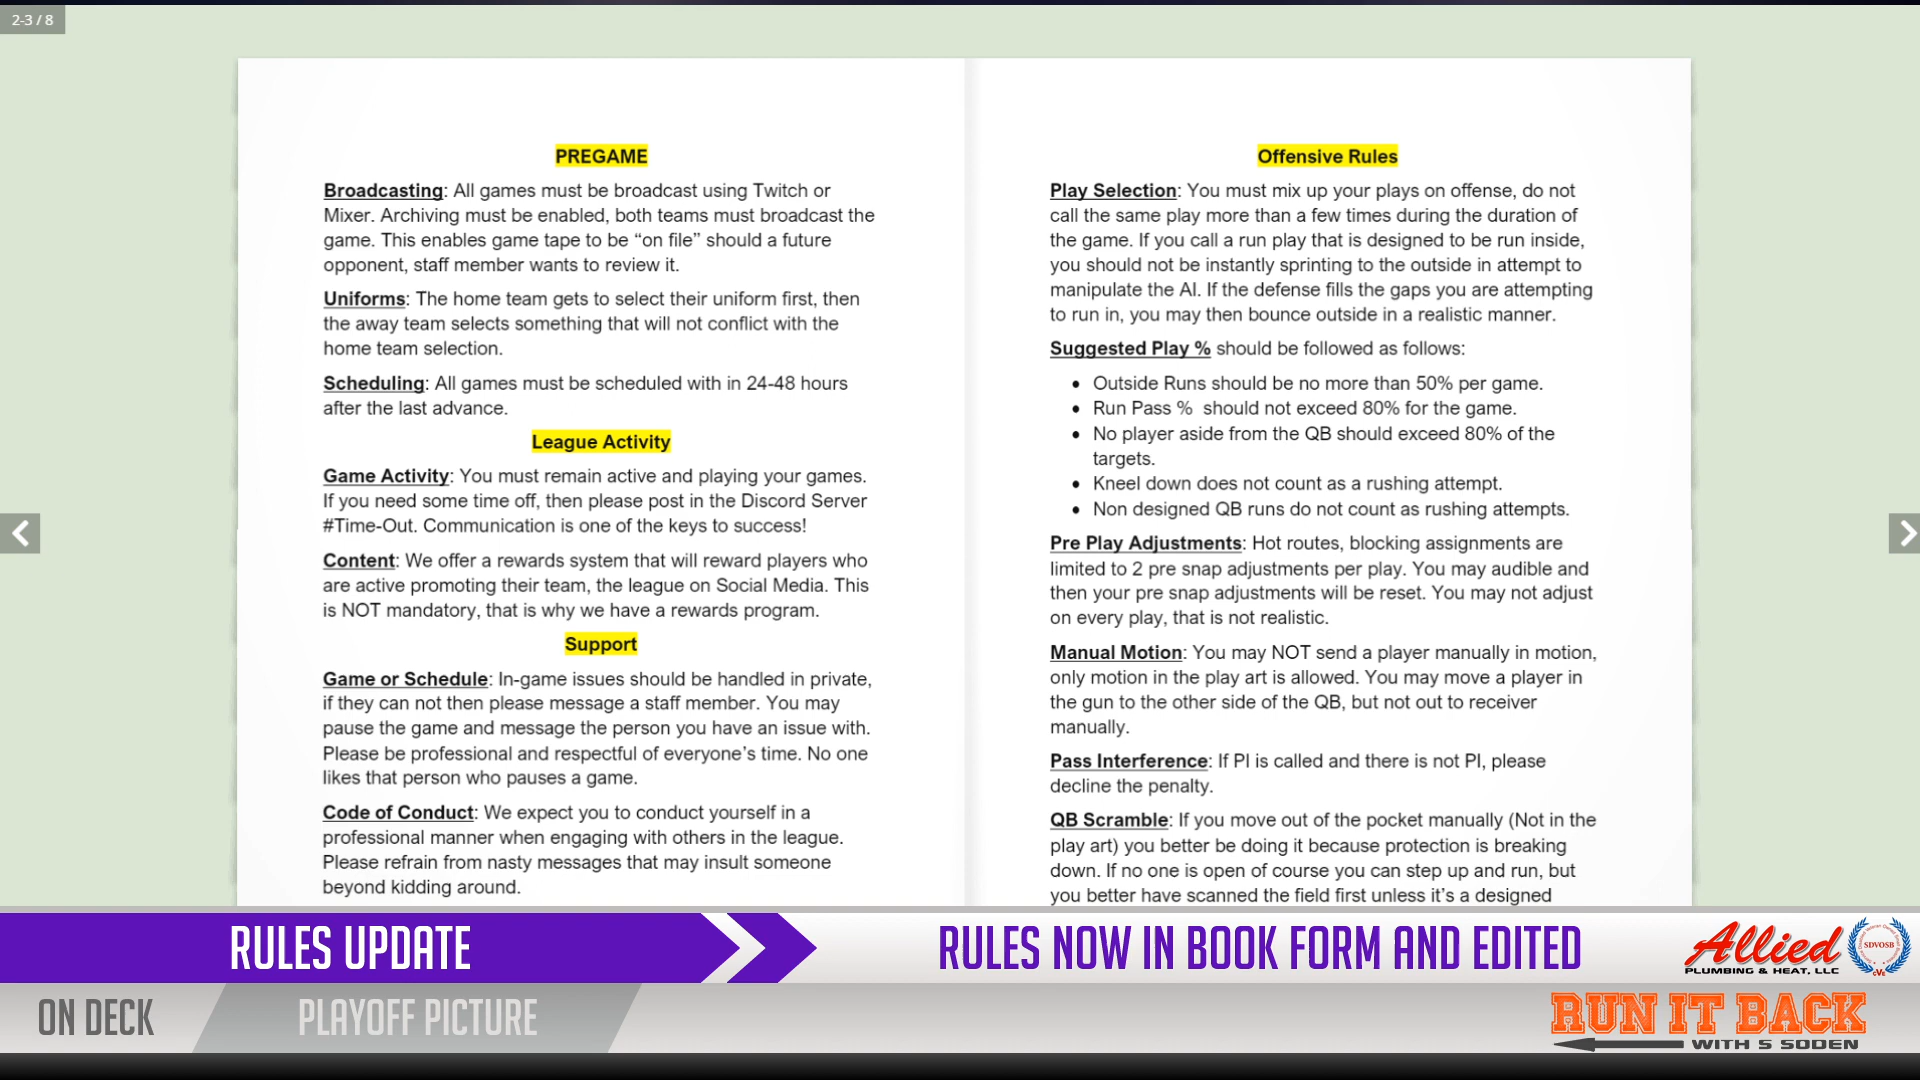 2-3 / 8
PREGAME
Broadcasting: All games must be broadcast using Twitch or
Mixer. Archiving must be enabled, both teams must broadcast the
game. This enables game tape to be “on file” should a future
opponent, staff member wants to review it.
Uniforms: The home team gets to select their uniform first, then
the away team selects something that will not conflict with the
home team selection.
Scheduling: All games must be scheduled with in 24-48 hours
after the last advance.
League Activity
Game Activity: You must remain active and playing your games.
If you need some time off, then please post in the Discord Server
#Time-Out. Communication is one of the keys to success!
Content: We offer a rewards system that will reward players who
are active promoting their team, the league on Social Media. This
is NOT mandatory, that is why we have a rewards program.
Support
Game or Schedule: In-game issues should be handled in private,
if they can not then please message a staff member. You may
pause the game and message the person you have an issue with.
Please be professional and respectful of everyone’s time. No one
likes that person who pauses a game.
Code of Conduct: We expect you to conduct yourself in a
professional manner when engaging with others in the league.
Please refrain from nasty messages that may insult someone
beyond kidding around.
Offensive Rules
Play Selection: You must mix up your plays on offense, do not
call the same play more than a few times during the duration of
the game. If you call a run play that is designed to be run inside,
you should not be instantly sprinting to the outside in attempt to
manipulate the AI. If the defense fills the gaps you are attempting
to run in, you may then bounce outside in a realistic manner.
Suggested Play % should be followed as follows:
• Outside Runs should be no more than 50% per game.
• Run Pass % should not exceed 80% for the game.
• No player aside from the QB should exceed 80% of the
targets.
• Kneel down does not count as a rushing attempt.
• Non designed QB runs do not count as rushing attempts.
Pre Play Adjustments: Hot routes, blocking assignments are
limited to 2 pre snap adjustments per play. You may audible and
then your pre snap adjustments will be reset. You may not adjust
on every play, that is not realistic.
Manual Motion: You may NOT send a player manually in motion,
only motion in the play art is allowed. You may move a player in
the gun to the other side of the QB, but not out to receiver
manually.
Pass Interference: If PI is called and there is not PI, please
decline the penalty.
QB Scramble: If you move out of the pocket manually (Not in the
play art) you better be doing it because protection is breaking
down. If no one is open of course you can step up and run, but
you better have scanned the field first unless it’s a designed
RULES UPDATE
RULES NOW IN BOOK FORM AND EDITED
Allied
PLUMBING & HEAT, LLC
SDVOSB
CVE
ON DECK
PLAYOFF PICTURE
RUN IT BACK
WITH S SODEN